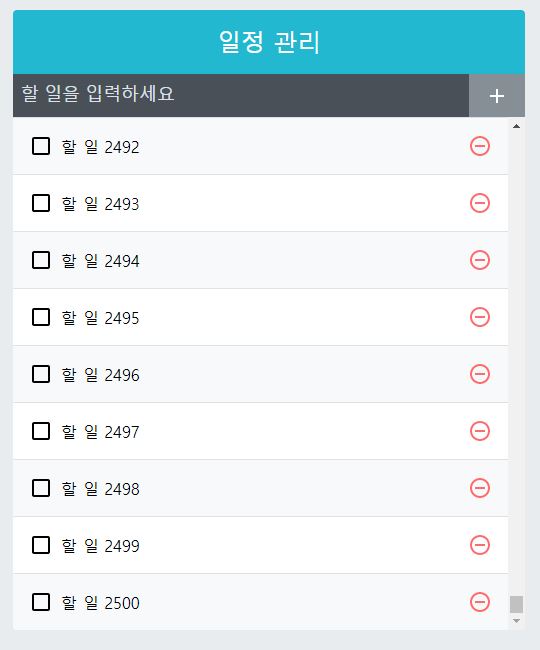 일정 관리
할 일을 입력하세요
할 일 2492
할 일 2493
할 일 2494
할 일 2495
할 일 2496
할 일 2497
할 일 2498
할 일 2499
할 일 2500